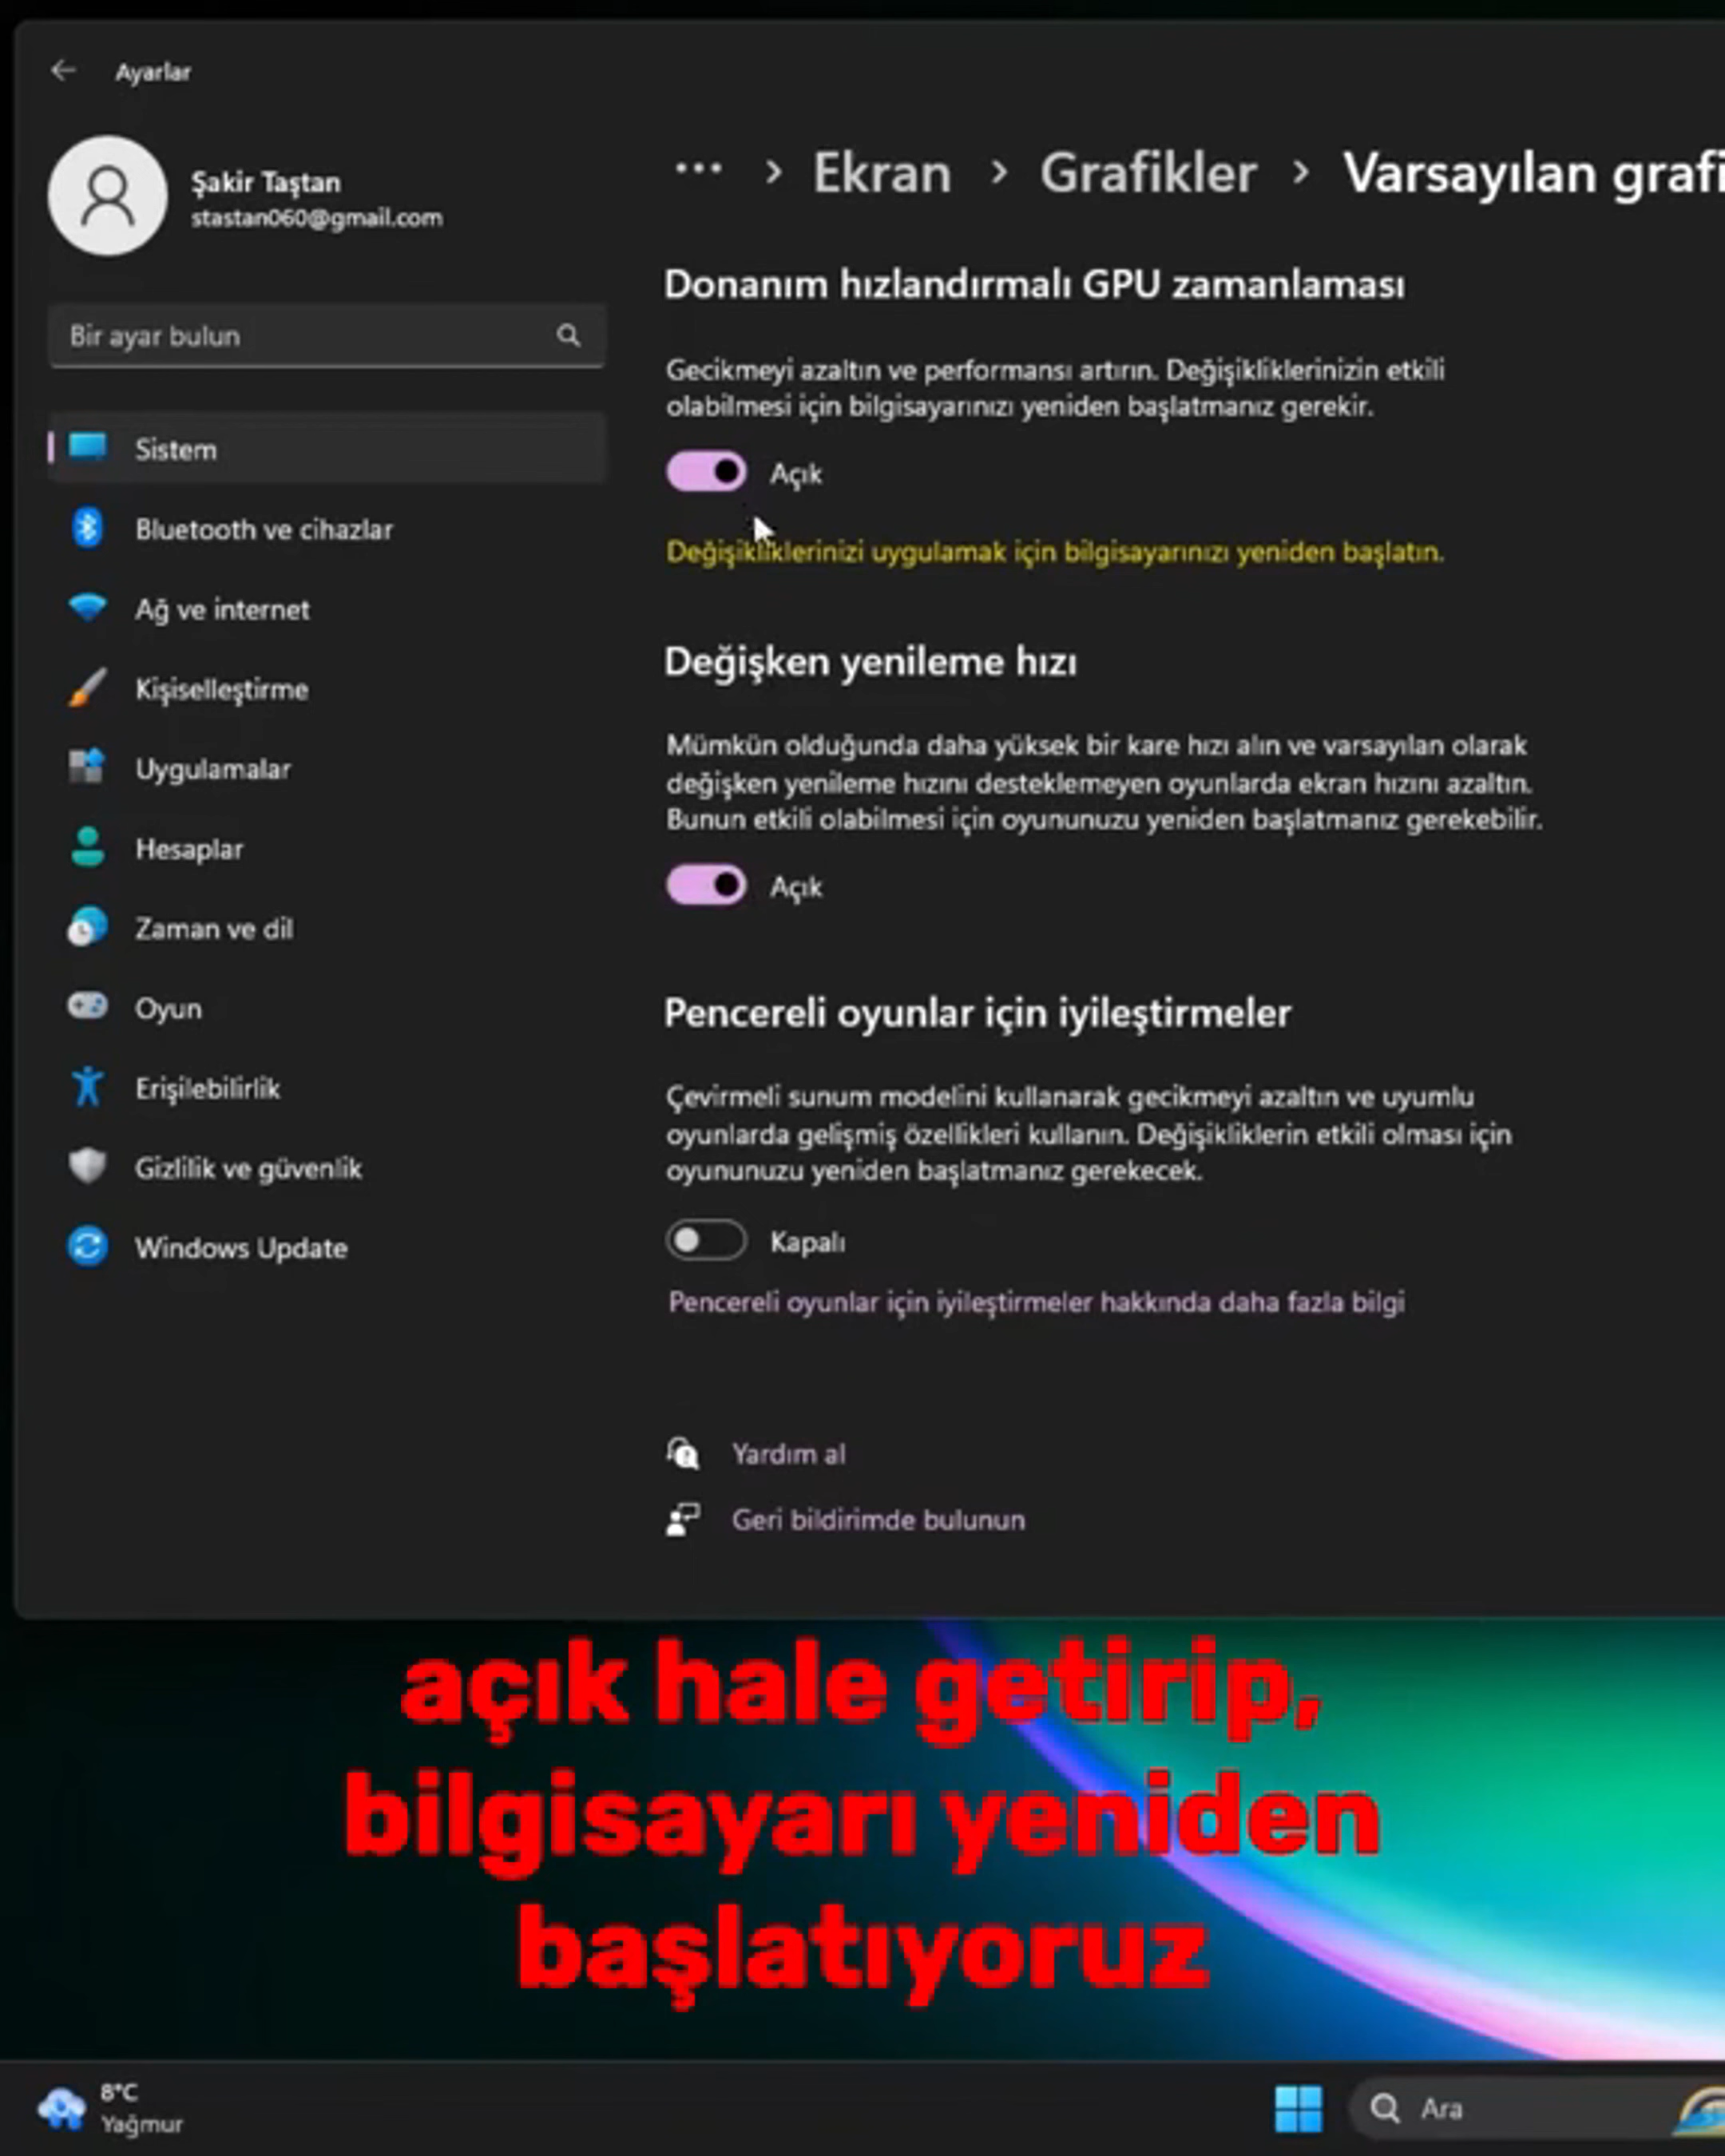 Ayarlar
Şakir Taştan
stastan060@gmail.com
Bir ayar bulun
Sistem
Bluetooth ve cihazlar
Ağ ve internet
Kişiselleştirme
Uygulamalar
Hesaplar
Zaman ve dil
Oyun
Erişilebilirlik
Gizlilik ve güvenlik
Windows Update
... > Ekran > Grafikler > Varsayılan grafi
Donanım hızlandırmalı GPU zamanlaması
Gecikmeyi azaltın ve performansı artırın. Değişikliklerinizin etkili
olabilmesi için bilgisayarınızı yeniden başlatmanız gerekir.
Açık
Değişikliklerinizi uygulamak için bilgisayarınızı yeniden başlatın.
Değişken yenileme hızı
Mümkün olduğunda daha yüksek bir kare hızı alın ve varsayılan olarak
değişken yenileme hızını desteklemeyen oyunlarda ekran hızını azaltın.
Bunun etkili olabilmesi için oyununuzu yeniden başlatmanız gerekebilir.
Açık
Pencereli oyunlar için iyileştirmeler
Çevirmeli sunum modelini kullanarak gecikmeyi azaltın ve uyumlu
oyunlarda gelişmiş özellikleri kullanın. Değişikliklerin etkili olması için
oyununuzu yeniden başlatmanız gerekecek.
Kapalı
Pencereli oyunlar için iyileştirmeler hakkında daha fazla bilgi
Yardım al
Geri bildirimde bulunun
açık hale getirip,
bilgisayarı yeniden
başlatıyoruz
8°C
Yağmur
Ara